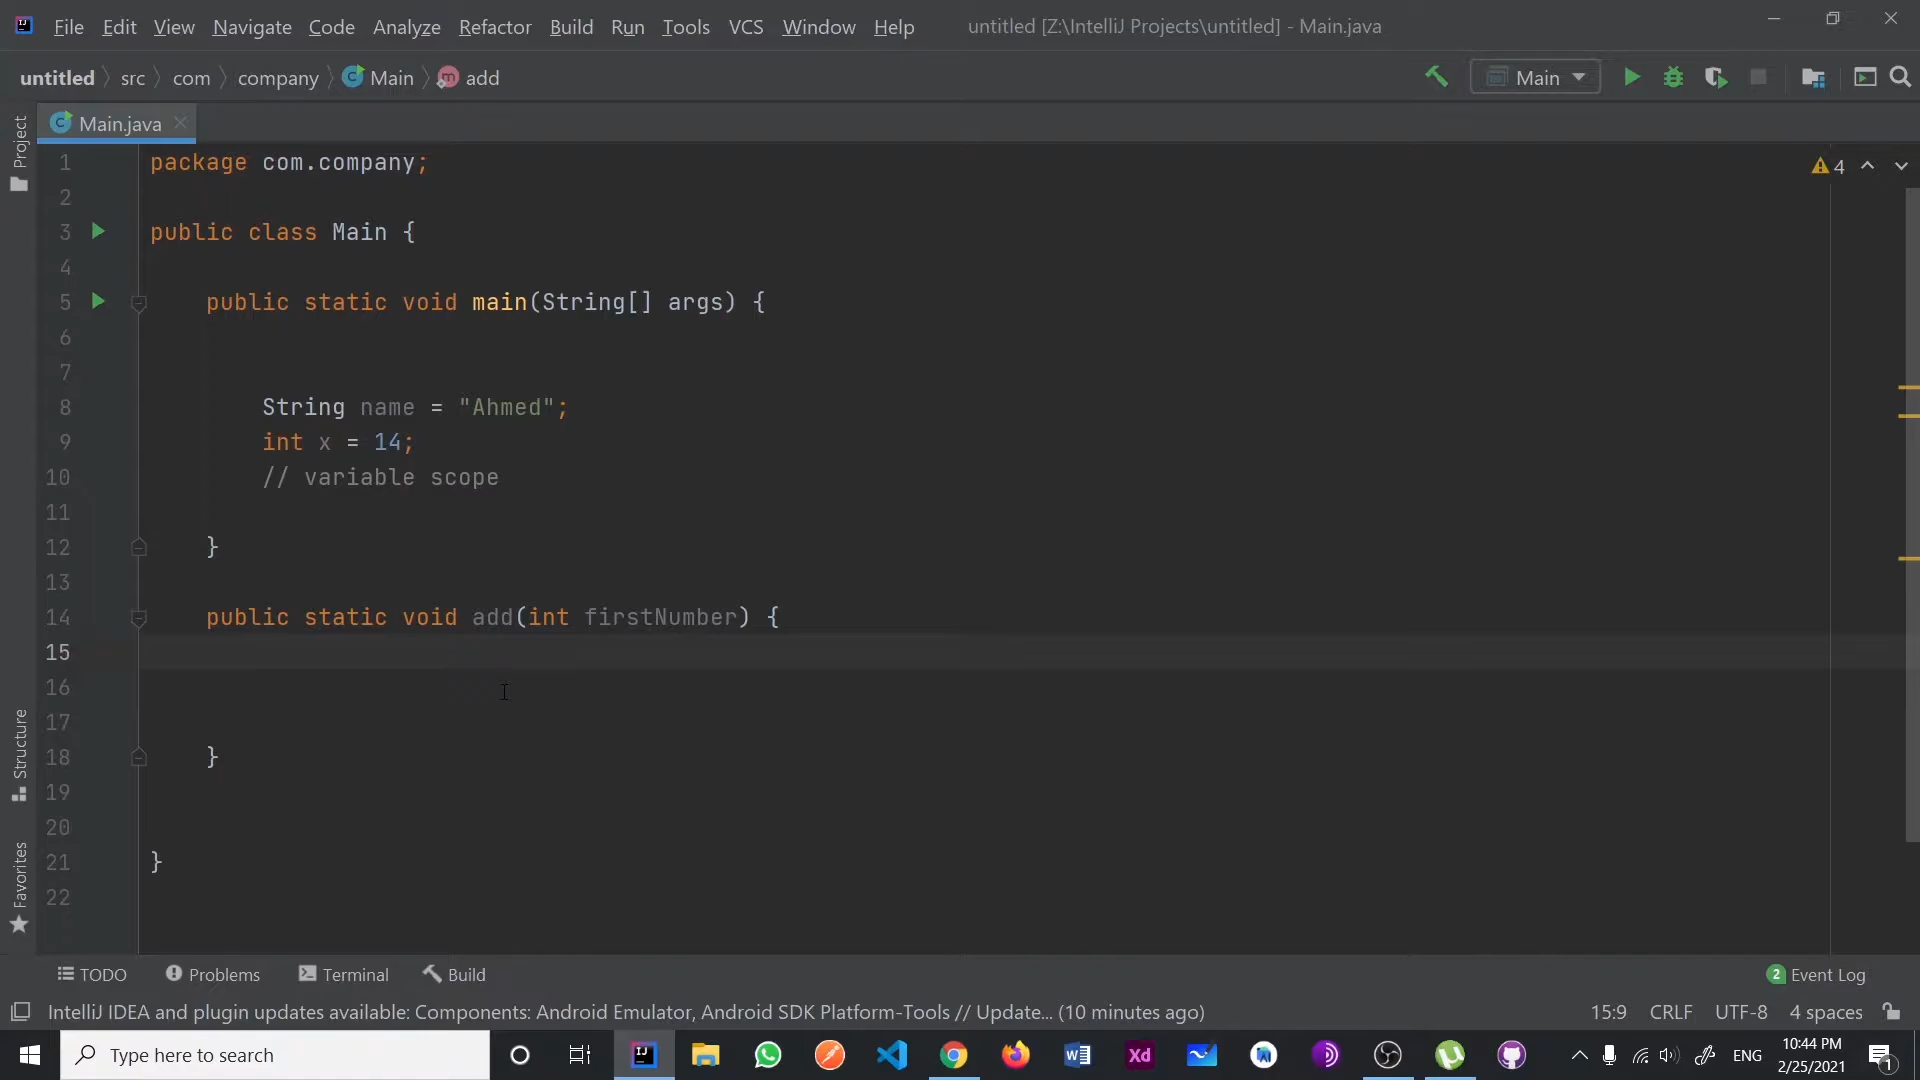 File Edit View Navigate Code Analyze Refactor Build Run Tools VCS Window Help untitled [Z:\IntelliJ Projects\untitled] - Main.java
untitled src com company Main add Main
Main.java
Project
1 package com.company; 4
2
3 public class Main {
4
5 public static void main(String[] args) {
6
7
8 String name = "Ahmed";
9 int x = 14;
10 // variable scope
11
12 }
13
14 public static void add(int firstNumber) {
15
16
17
18 }
19
20
21 }
22
Structure
Favorites
TODO Problems Terminal Build 2 Event Log
IntelliJ IDEA and plugin updates available: Components: Android Emulator, Android SDK Platform-Tools // Update... (10 minutes ago) 15:9 CRLF UTF-8 4 spaces
Type here to search ENG 10:44 PM
2/25/2021 1